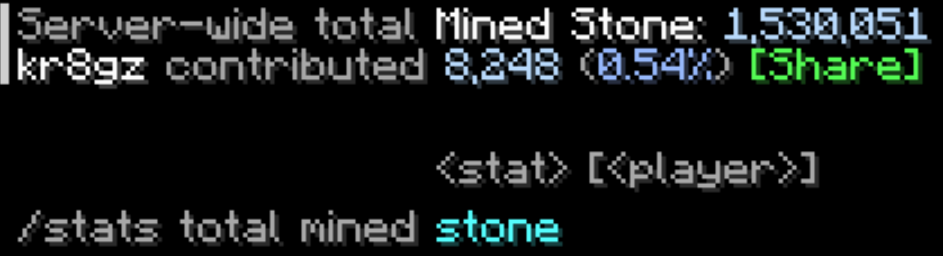 Server-wide total Mined Stone: 1,530,051
kr8gz contributed 8,248 (0.54%) [Share]
<stat> [<player>]
/stats total mined stone